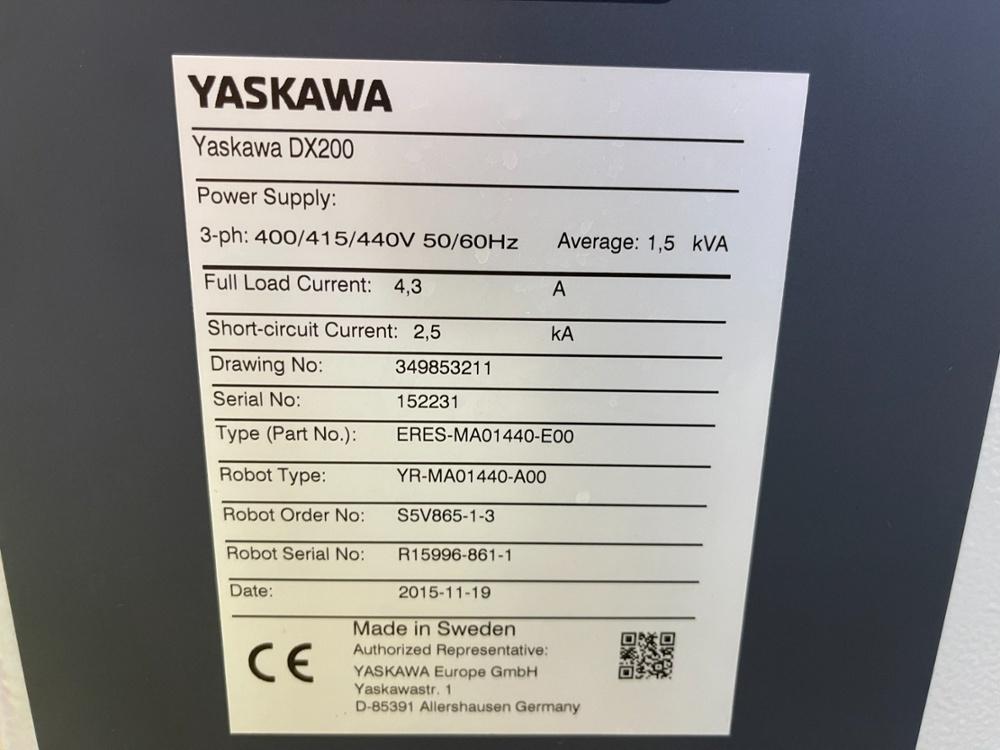 YASKAWA
Yaskawa DX200
Power Supply:
3-ph: 400/415/440V 50/60Hz Average: 1,5 kVA
Full Load Current: 4,3 A
Short-circuit Current: 2,5 kA
Drawing No: 349853211
Serial No: 152231
Type (Part No.): ERES-MA01440-E00
Robot Type: YR-MA01440-A00
Robot Order No: S5V865-1-3
Robot Serial No: R15996-861-1
Date: 2015-11-19
CE
Made in Sweden
Authorized Representative:
YASKAWA Europe GmbH
Yaskawastr. 1
D-85391 Allershausen Germany